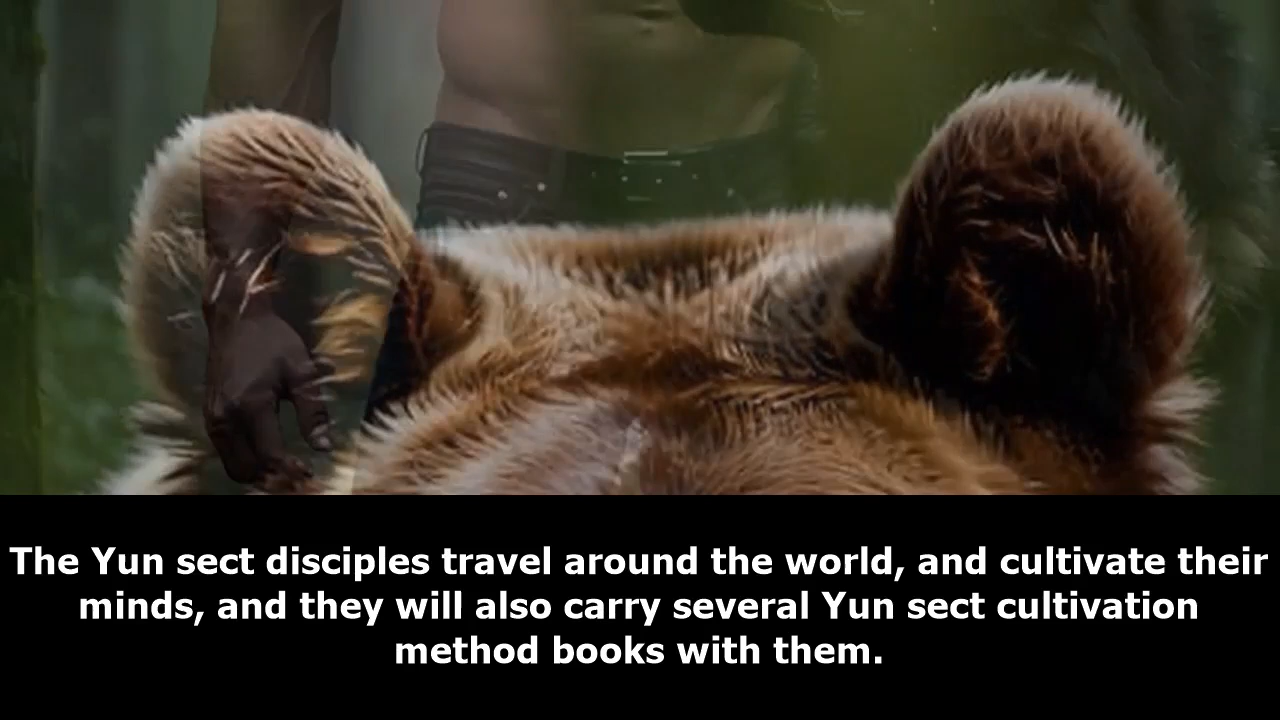 The Yun sect disciples travel around the world, and cultivate their
minds, and they will also carry several Yun sect cultivation
method books with them.